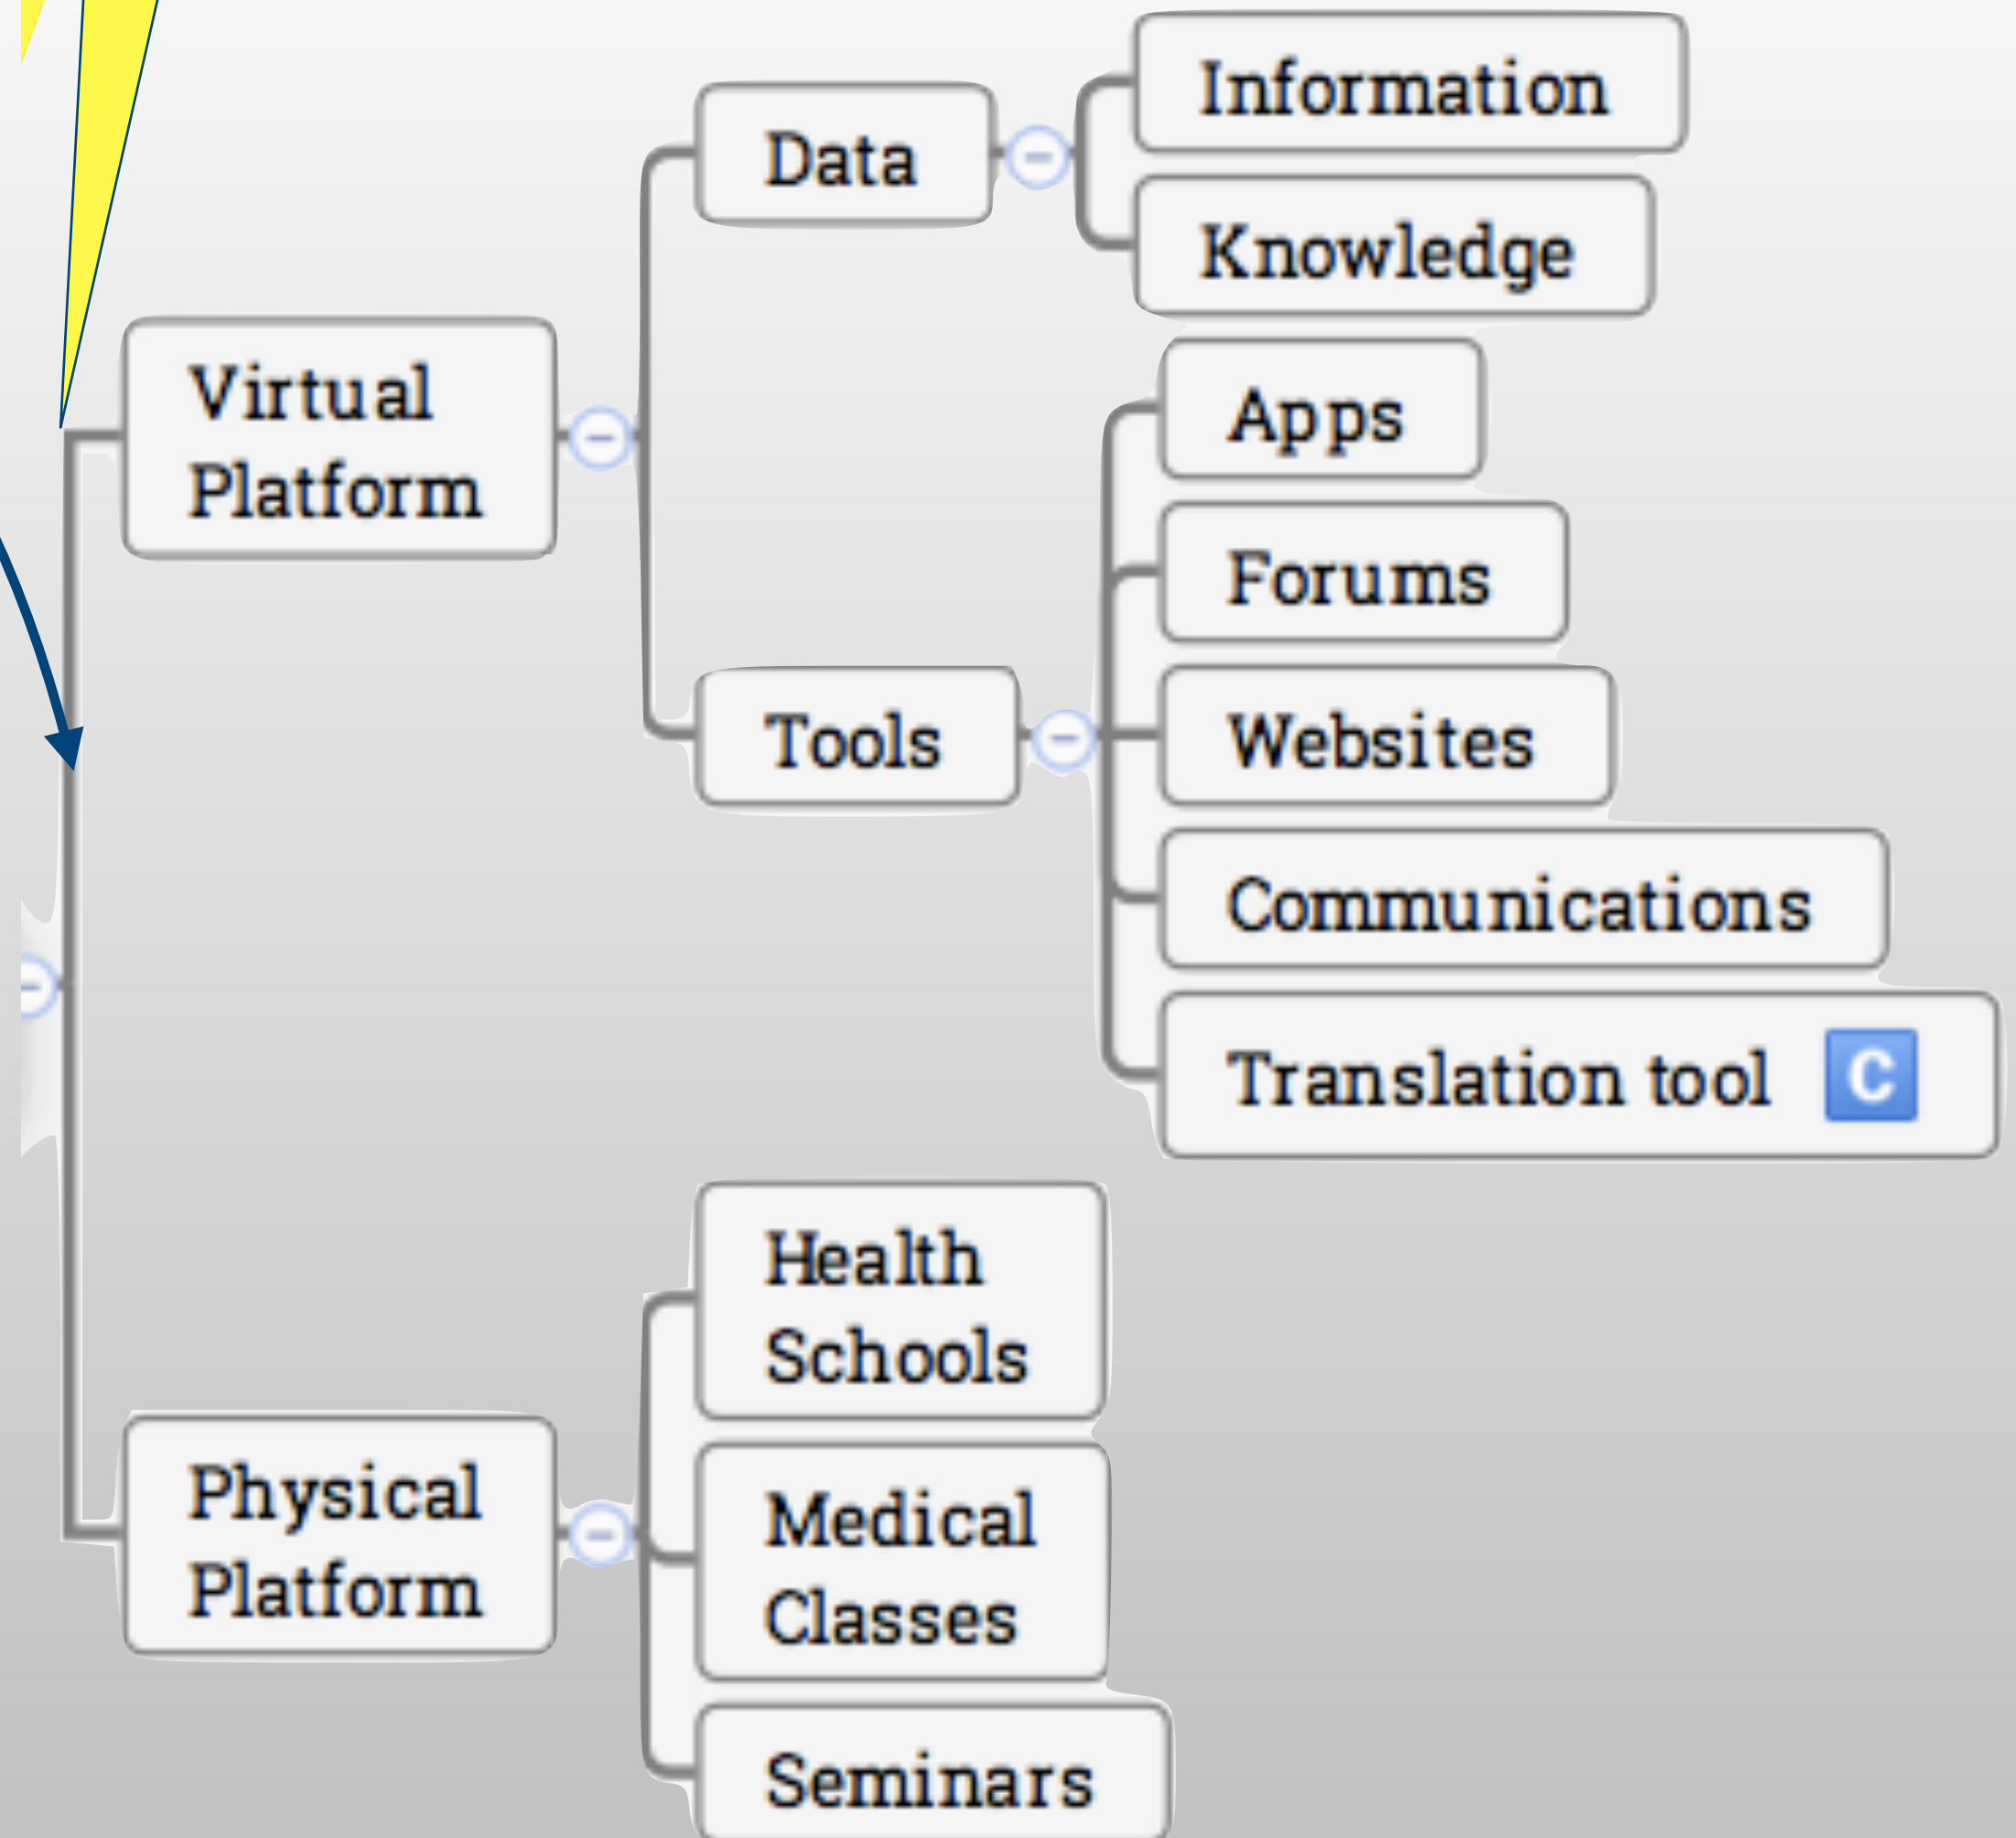 Information
Data
Knowledge
Virtual
Platform
Apps
Forums
Tools
Websites
Communications
Translation tool C
Health
Schools
Physical
Platform
Medical
Classes
Seminars